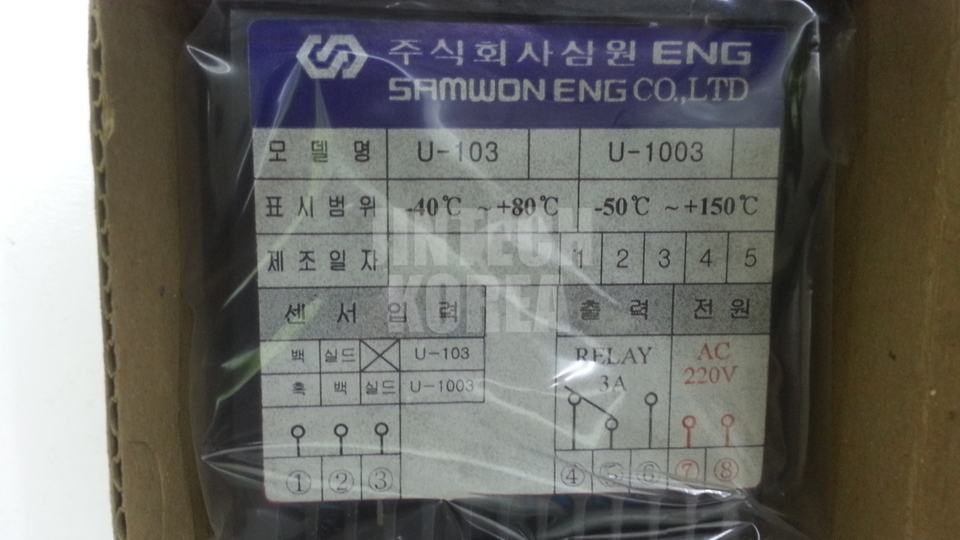 주식회사삼원 ENG
SAMWON ENG CO.,LTD
모델명 U-103 U-1003
표시범위 -40℃ ~ +80℃ -50℃ ~ +150℃
제조일자 1 2 3 4 5
센서입력 출력 전원
백 실드 U-103
흑 백 실드 U-1003
RELAY
3A
AC
220V
① ② ③ ④ ⑤ ⑥ ⑦ ⑧
FINTECH
KOREA